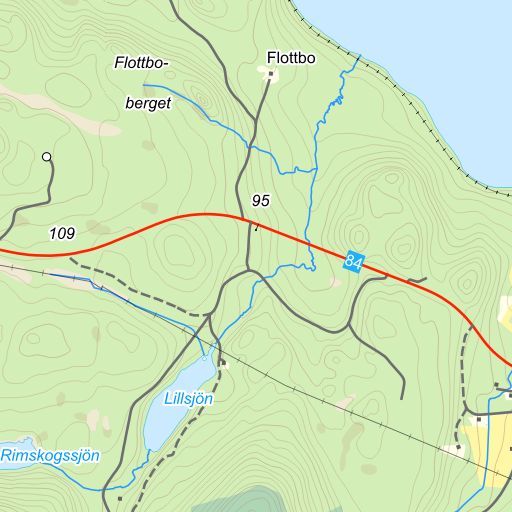 Flottbo
Flottbo-
berget
95
109
84
Lillsjön
Rimskogssjön